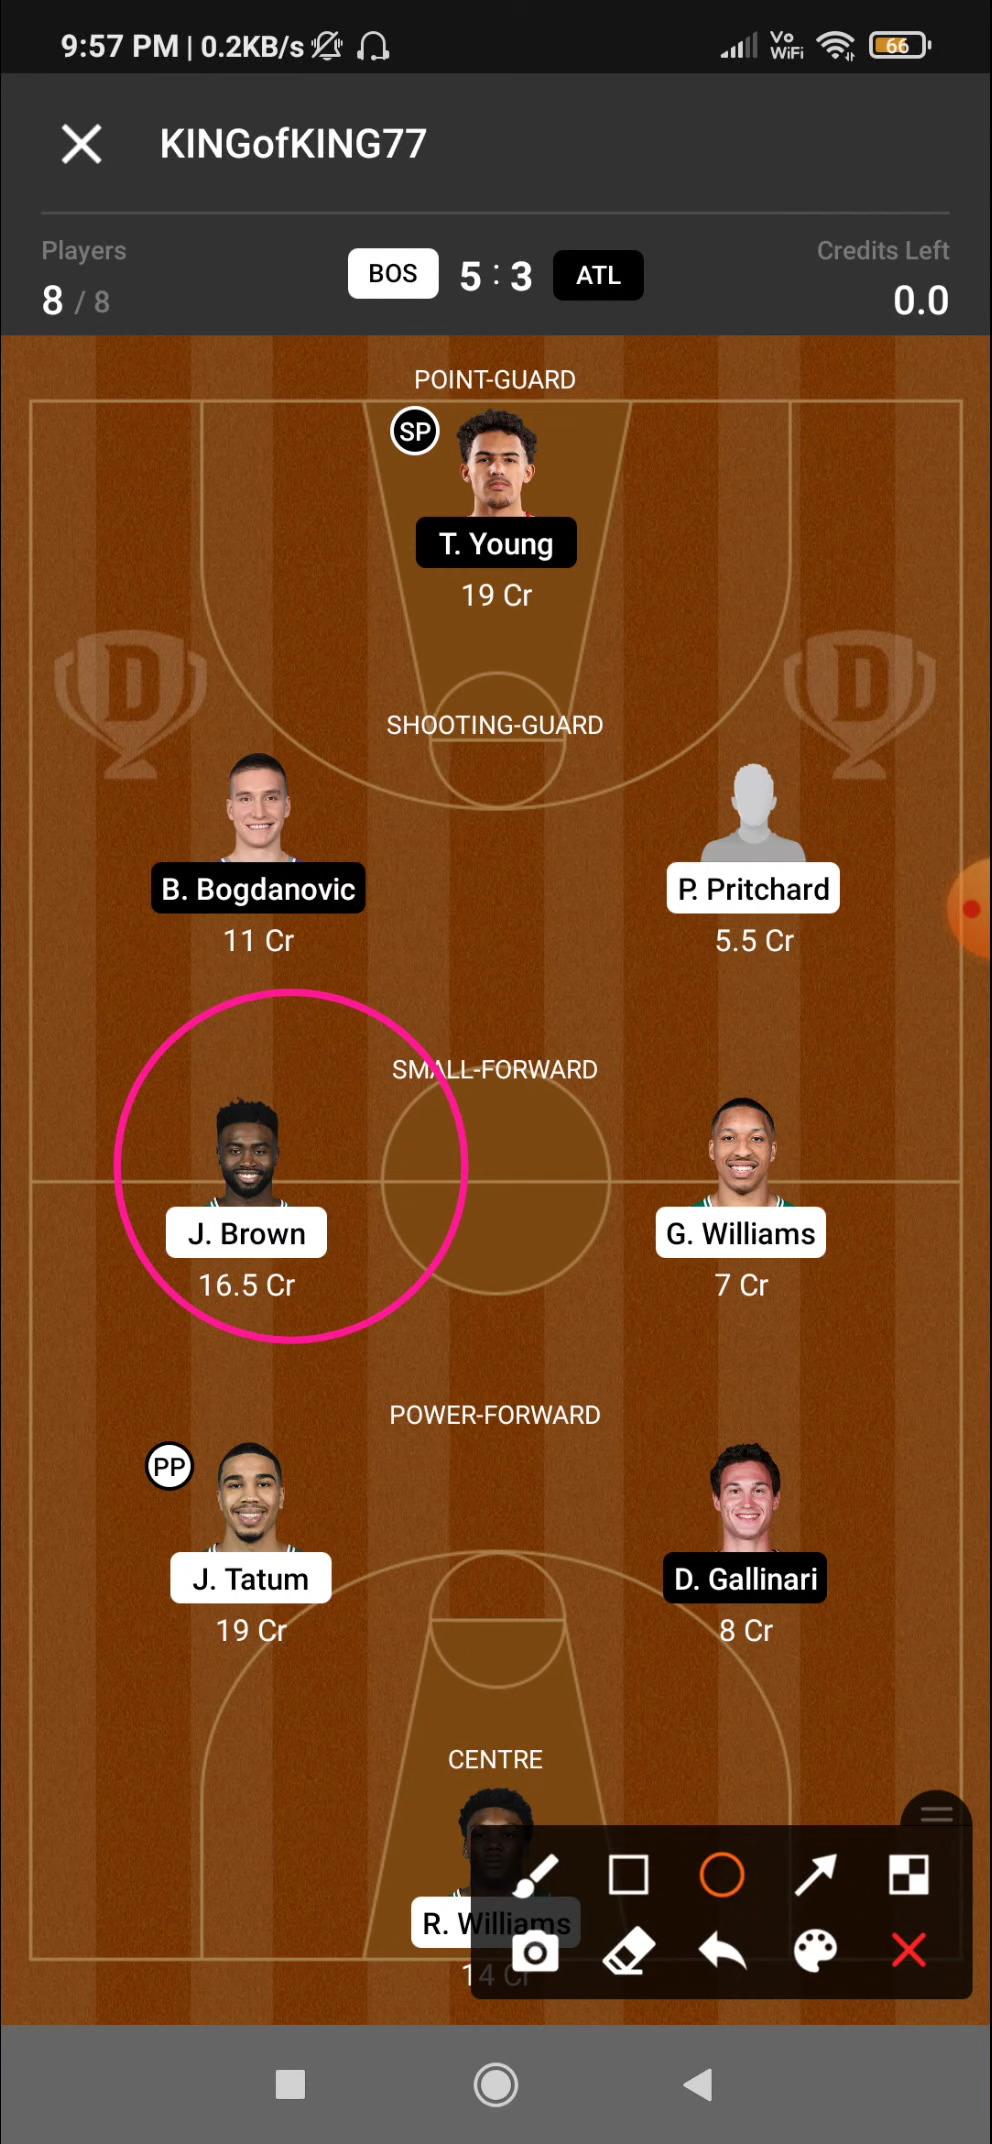 9:57 PM | 0.2KB/s
Vo
WiFi
66
KINGofKING77
Players
Credits Left
8 / 8
BOS 5 : 3 ATL
0.0
POINT-GUARD
SP
T. Young
19 Cr
D
D
SHOOTING-GUARD
B. Bogdanovic
P. Pritchard
11 Cr
5.5 Cr
SMALL-FORWARD
J. Brown
G. Williams
16.5 Cr
7 Cr
POWER-FORWARD
PP
J. Tatum
D. Gallinari
19 Cr
8 Cr
CENTRE
R. Williams
14 Cr